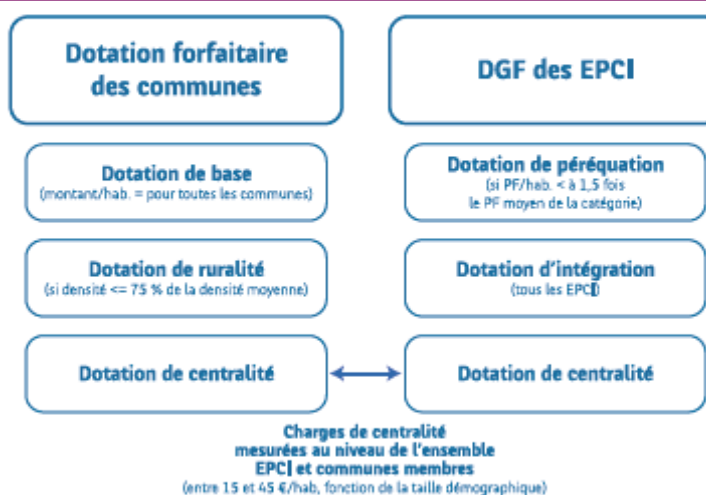 Dotation forfaitaire
des communes
DGF des EPCI
Dotation de base
(montant/hab. = pour toutes les communes)
Dotation de péréquation
(si PF/hab. < à 1,5 fois
le PF moyen de la catégorie)
Dotation de ruralité
(si densité <= 75 % de la densité moyenne)
Dotation d'intégration
(tous les EPCI)
Dotation de centralité
Dotation de centralité
Charges de centralité
mesurées au niveau de l'ensemble
EPCI et communes membres
(entre 15 et 45 €/hab, fonction de la taille démographique)